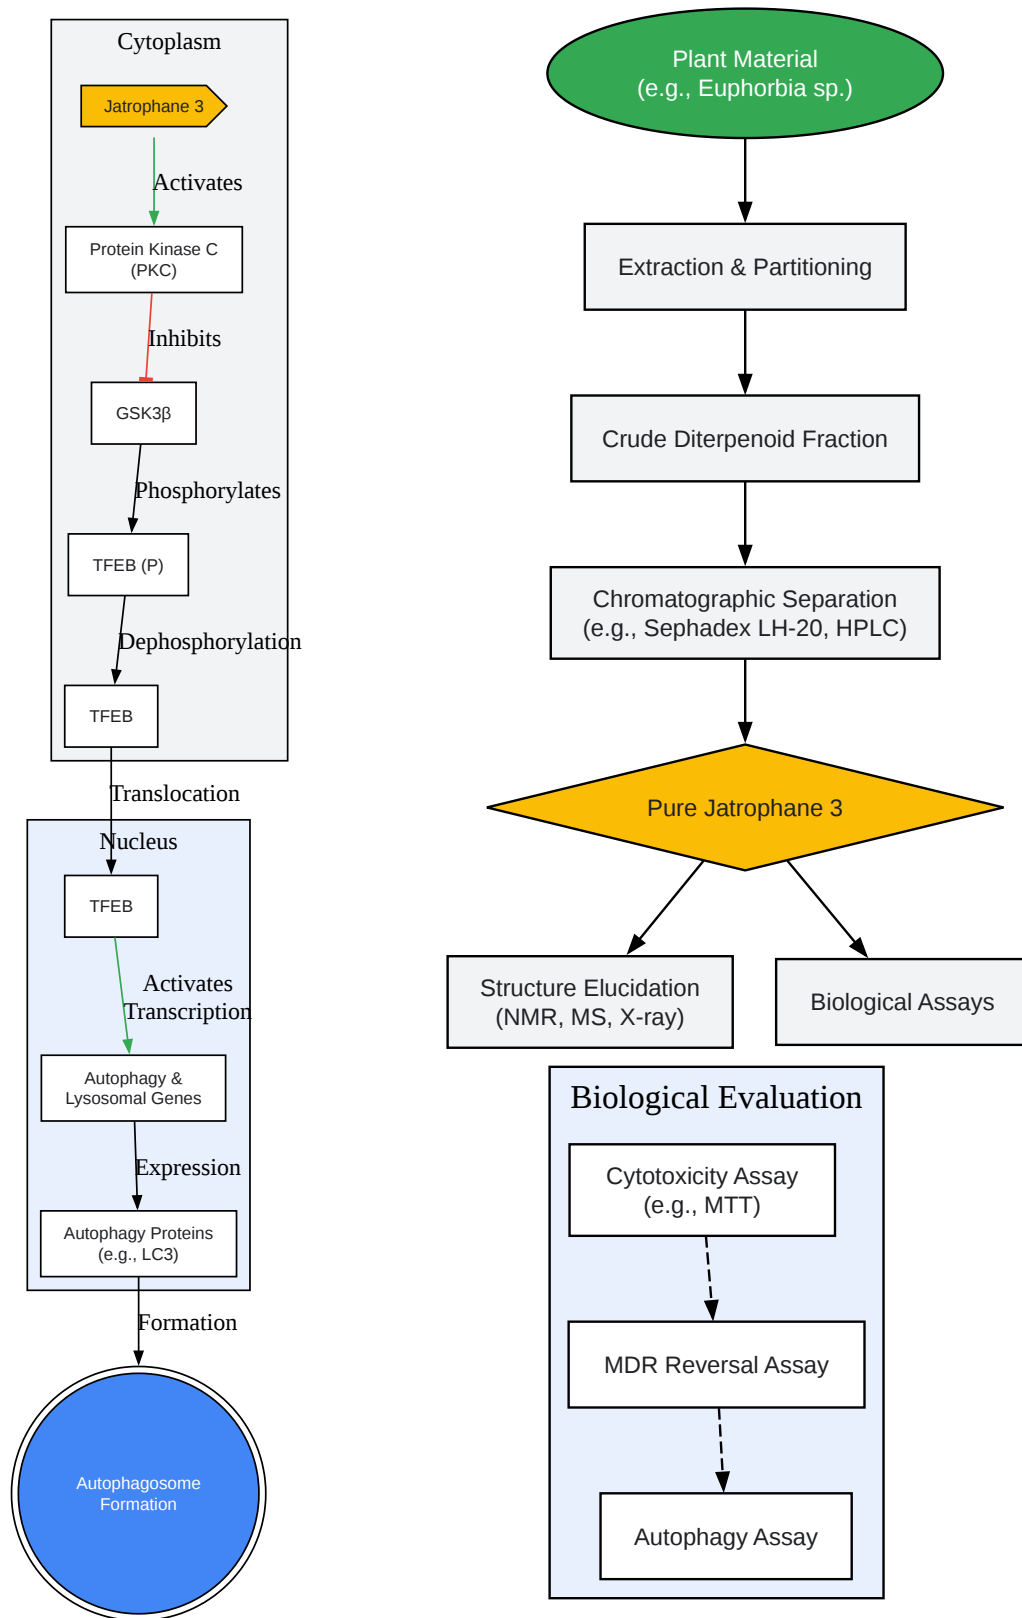 Cytoplasm
Jatrophane 3
Activates
Protein Kinase C
(PKC)
Inhibits
GSK3β
Phosphorylates
TFEB (P)
Dephosphorylation
TFEB
Translocation
Nucleus
TFEB
Activates
Transcription
Autophagy &
Lysosomal Genes
Expression
Autophagy Proteins
(e.g., LC3)
Formation
Autophagosome
Formation
Plant Material
(e.g., Euphorbia sp.)
Extraction & Partitioning
Crude Diterpenoid Fraction
Chromatographic Separation
(e.g., Sephadex LH-20, HPLC)
Pure Jatrophane 3
Structure Elucidation
(NMR, MS, X-ray)
Biological Assays
Biological Evaluation
Cytotoxicity Assay
(e.g., MTT)
MDR Reversal Assay
Autophagy Assay